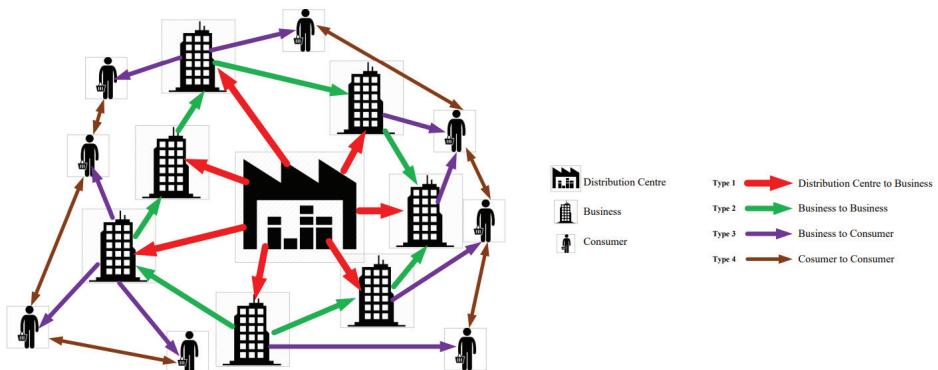 Distribution Centre
Business
Consumer
Type 1 Distribution Centre to Business
Type 2 Business to Business
Type 3 Business to Consumer
Type 4 Cosumer to Consumer